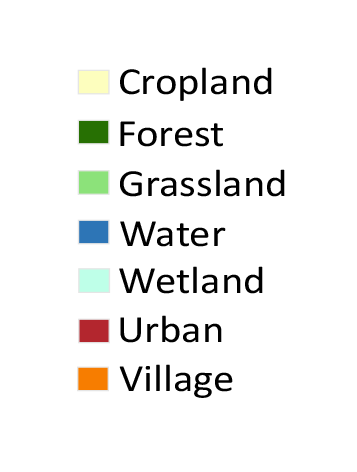 Cropland
Forest
Grassland
Water
Wetland
Urban
Village